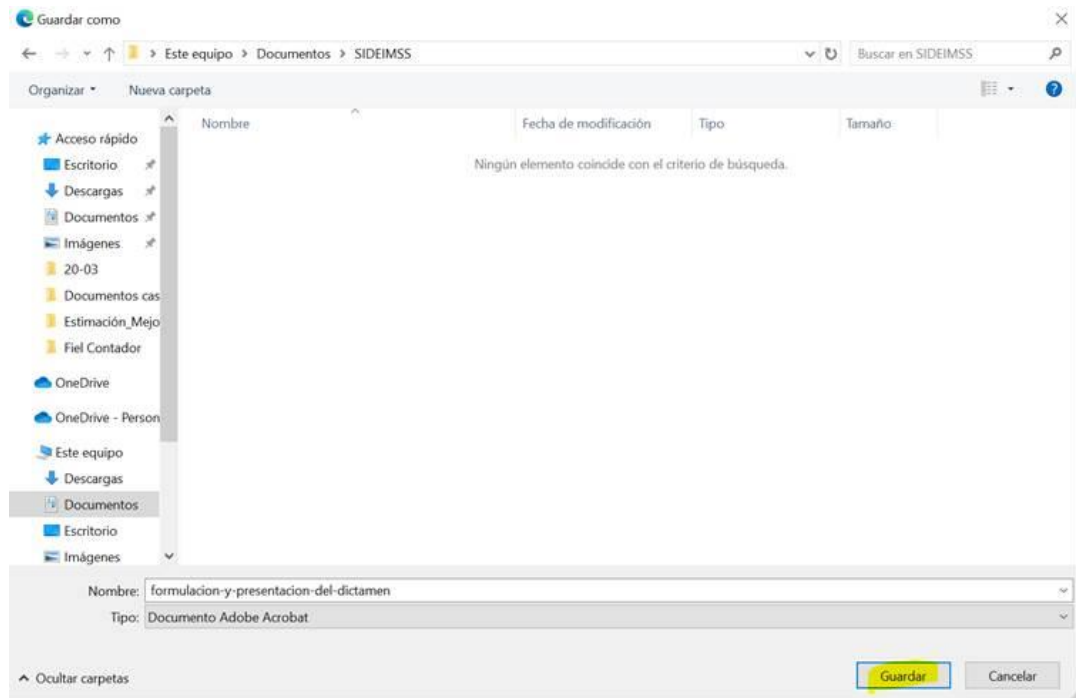 Guardar como
Este equipo > Documentos > SIDEIMSS
Buscar en SIDEIMSS
Organizar
Nueva carpeta
Nombre
Fecha de modificación
Tipo
Tamaño
Ningún elemento coincide con el criterio de búsqueda.
Acceso rápido
Escritorio
Descargas
Documentos
Imágenes
20-03
Documentos cas
Estimación_Mejo
Fiel Contador
OneDrive
OneDrive - Person
Este equipo
Descargas
Documentos
Escritorio
Imágenes
Nombre: formulacion-y-presentacion-del-dictamen
Tipo: Documento Adobe Acrobat
Ocultar carpetas
Guardar
Cancelar